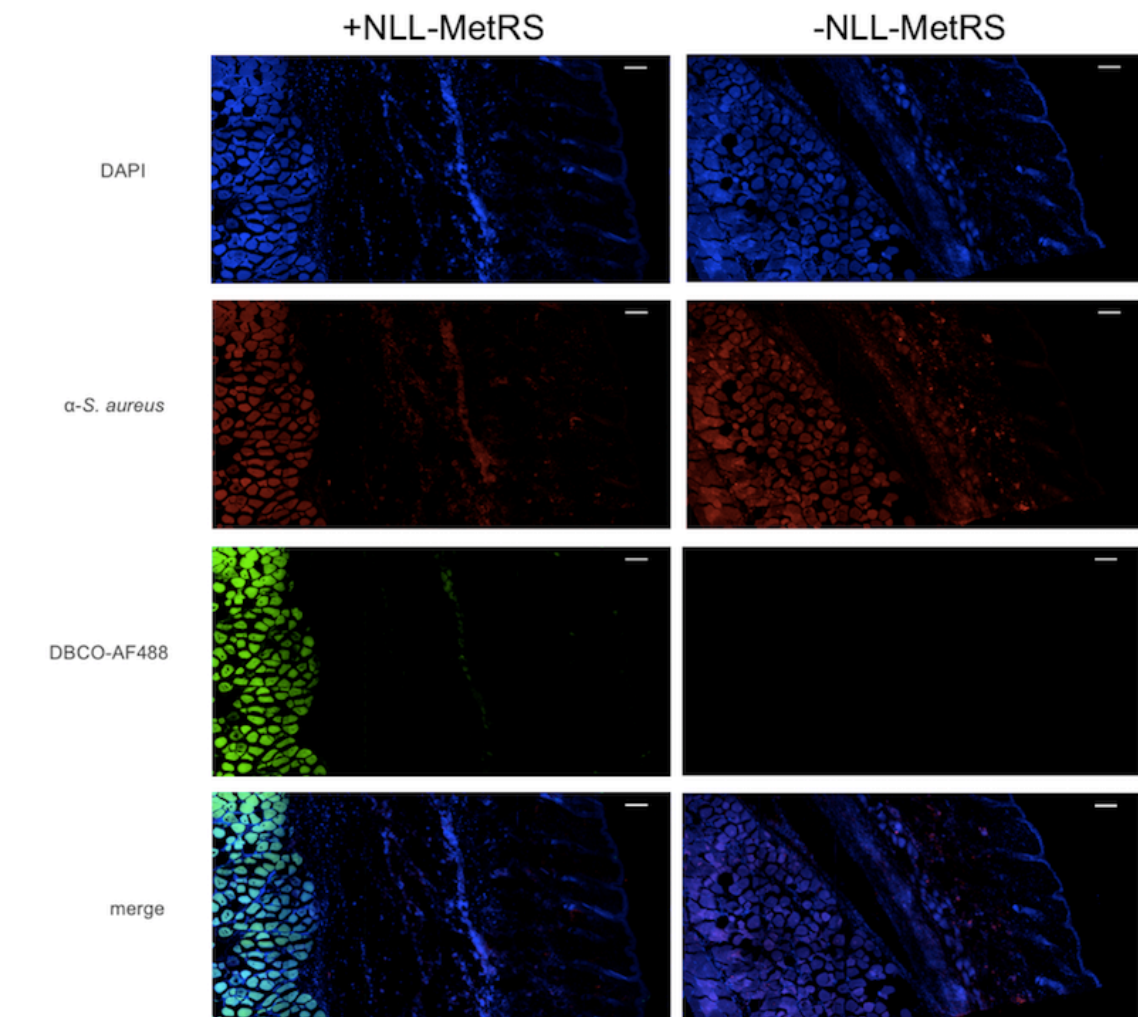 +NLL-MetRS
-NLL-MetRS
DAPI
α-S. aureus
DBCO-AF488
merge